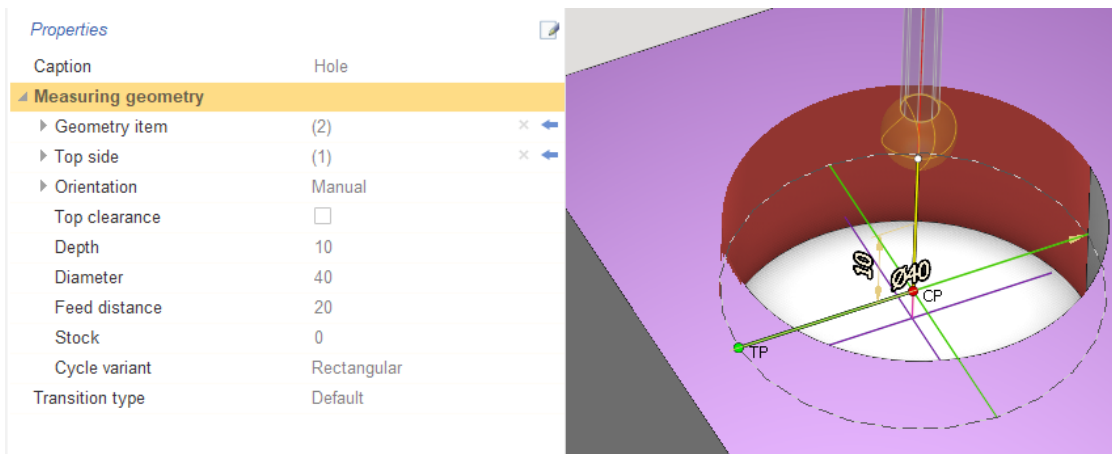 Properties
Caption Hole
Measuring geometry
Geometry item (2)
Top side (1)
Orientation Manual
Top clearance
Depth 10
Diameter 40
Feed distance 20
Stock 0
Cycle variant Rectangular
Transition type Default
10
Ø40
CP
TP